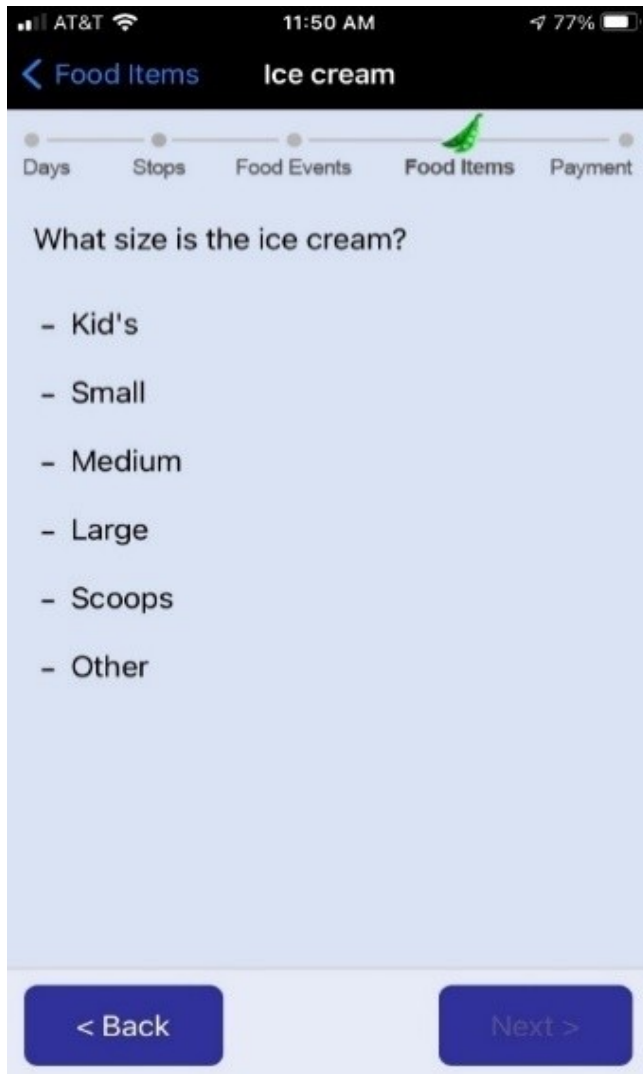 AT&T 11:50 AM 77%
Food Items Ice cream
Days Stops Food Events Food Items Payment
What size is the ice cream?
- Kid's
- Small
- Medium
- Large
- Scoops
- Other
< Back Next >